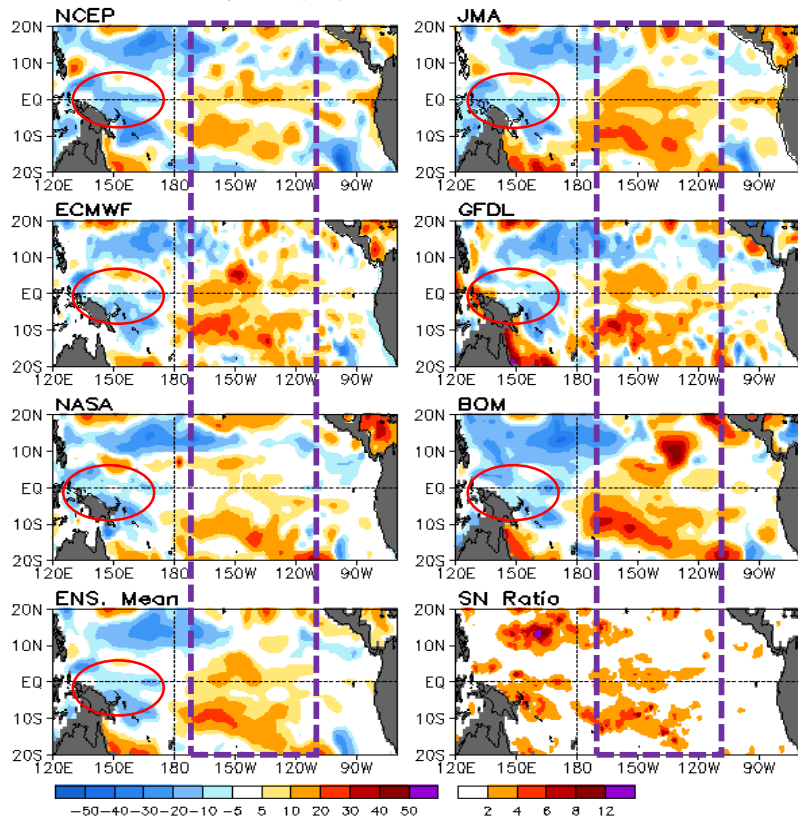 NCEP
20N
10N
EQ
10S
20S
120E 150E 180 150W 120W 90W
JMA
20N
10N
EQ
10S
20S
120E 150E 180 150W 120W 90W
ECMWF
20N
10N
EQ
10S
20S
120E 150E 180 150W 120W 90W
GFDL
20N
10N
EQ
10S
20S
120E 150E 180 150W 120W 90W
NASA
20N
10N
EQ
10S
20S
120E 150E 180 150W 120W 90W
BOM
20N
10N
EQ
10S
20S
120E 150E 180 150W 120W 90W
ENS. Mean
20N
10N
EQ
10S
20S
120E 150E 180 150W 120W 90W
SN Ratio
20N
10N
EQ
10S
20S
120E 150E 180 150W 120W 90W
-50 -40 -30 -20 -10 -5 5 10 20 30 40 50
2 4 6 8 12